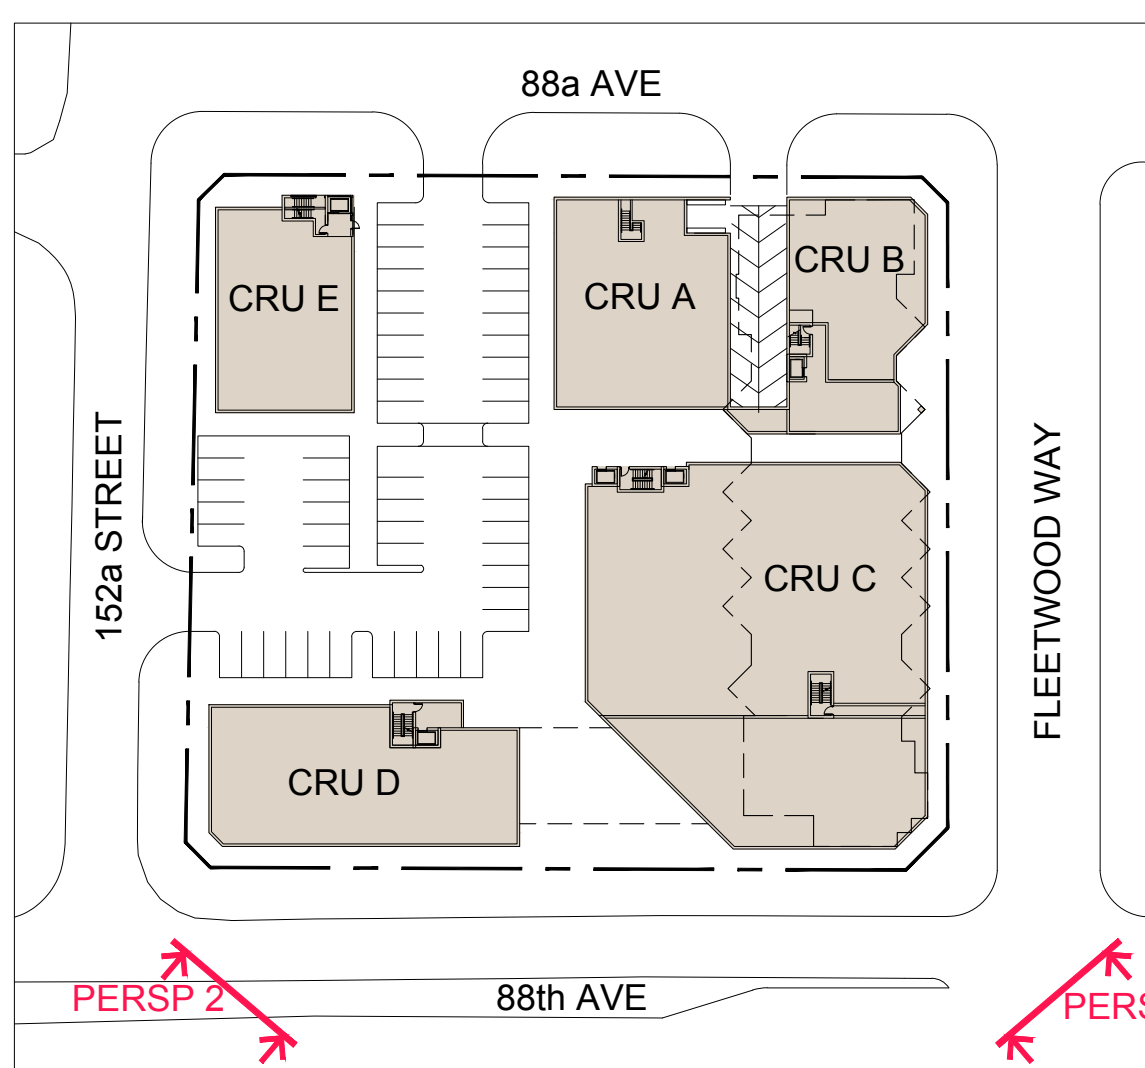 88a AVE
CRU B
CRU E
CRU A
152a STREET
FLEETWOOD WAY
CRU C
CRU D
PERSP 2
88th AVE